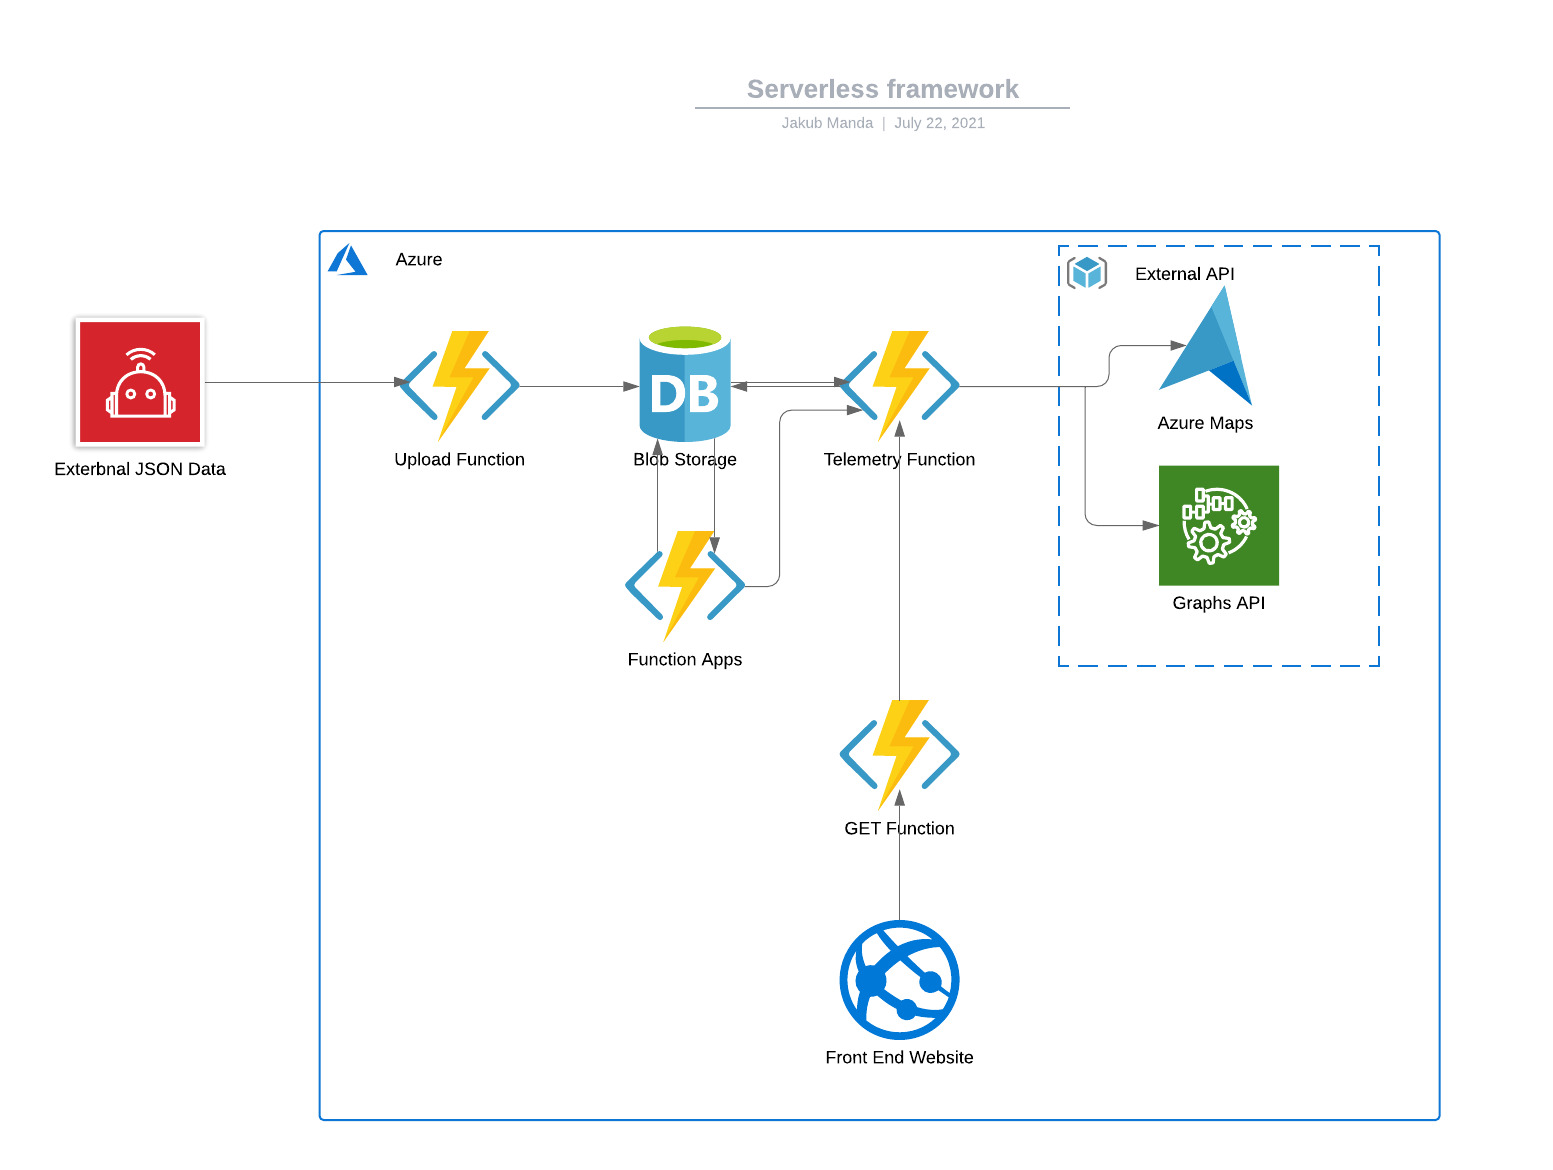 Serverless framework
Jakub Manda | July 22, 2021
Azure
External API
Exterbnal JSON Data
Upload Function
DB
Blob Storage
Telemetry Function
Azure Maps
Graphs API
Function Apps
GET Function
Front End Website